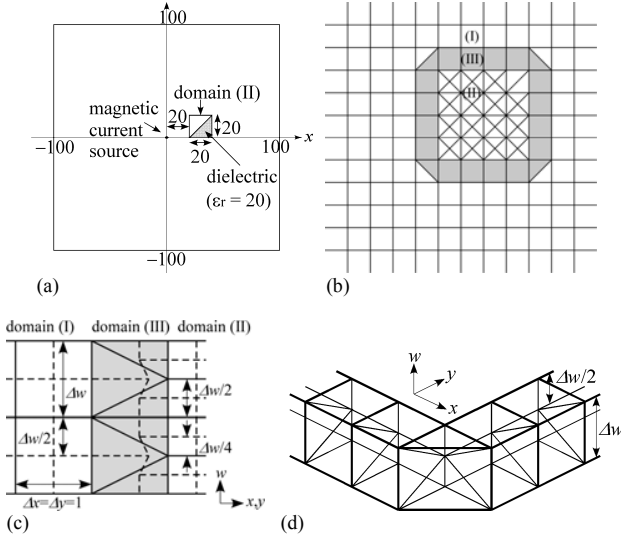 100
domain (II)
magnetic
current
source
20
20
20
x
−100
100
dielectric
(εr = 20)
−100
(a)
(I)
(III)
(II)
(b)
domain (I) domain (III) domain (II)
Δw
Δw/2
Δw/2
Δw/4
Δx=Δy=1
w
x,y
(c)
w
y
x
Δw/2
Δw
(d)